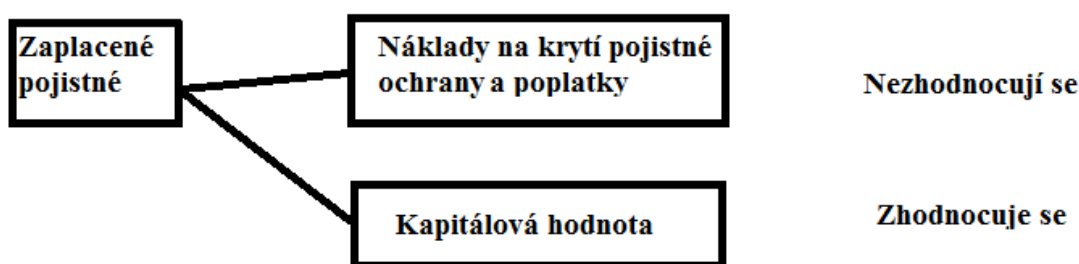 Zaplacené
pojistné
Náklady na krytí pojistné
ochrany a poplatky
Nezhodnocují se
Kapitálová hodnota
Zhodnocuje se